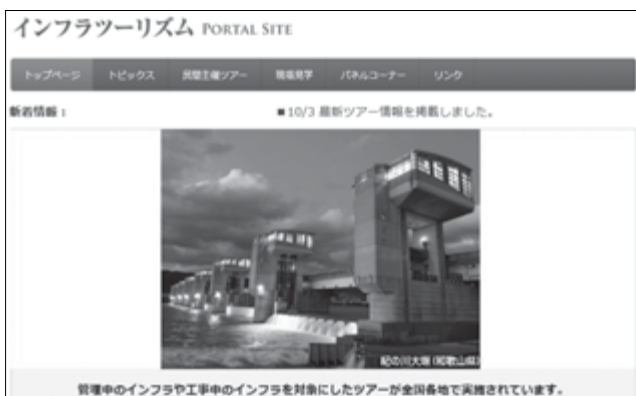 インフラツーリズム PORTAL SITE
トップページ トピックス 民間主催ツアー 現場見学 パネルコーナー リンク
新着情報： ■10/3 最新ツアー情報を掲載しました。
紀の川大堰（和歌山県）
管理中のインフラや工事中のインフラを対象にしたツアーが全国各地で実施されています。